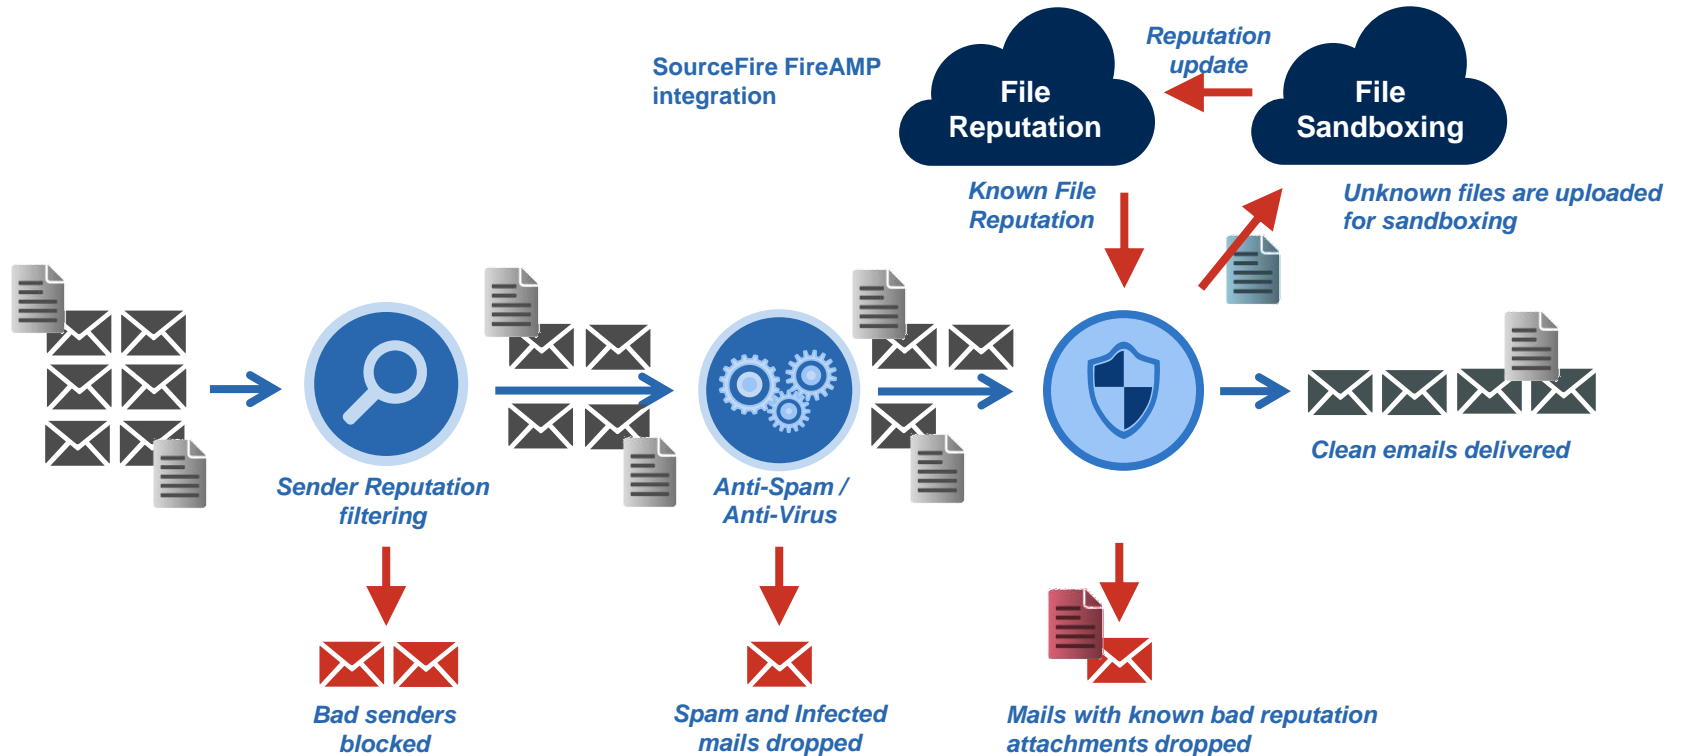 SourceFire FireAMP
integration
File
Reputation
Reputation
update
File
Sandboxing
Known File
Reputation
Unknown files are uploaded
for sandboxing
Sender Reputation
filtering
Anti-Spam /
Anti-Virus
Clean emails delivered
Bad senders
blocked
Spam and Infected
mails dropped
Mails with known bad reputation
attachments dropped